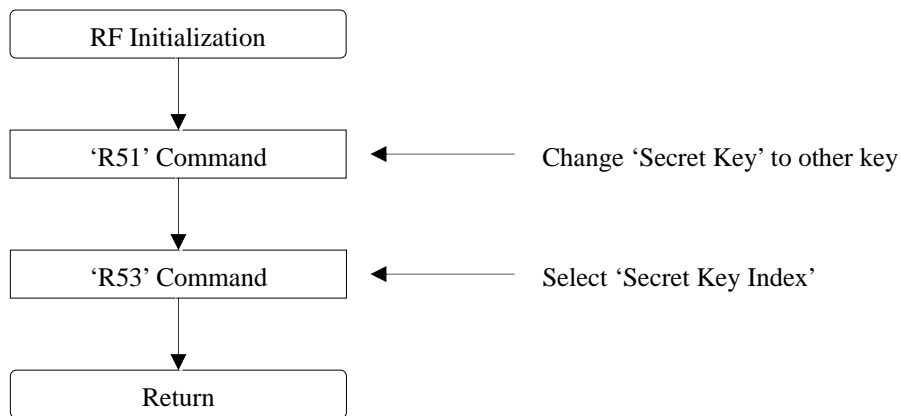 RF Initialization
‘R51’ Command
Change ‘Secret Key’ to other key
‘R53’ Command
Select ‘Secret Key Index’
Return